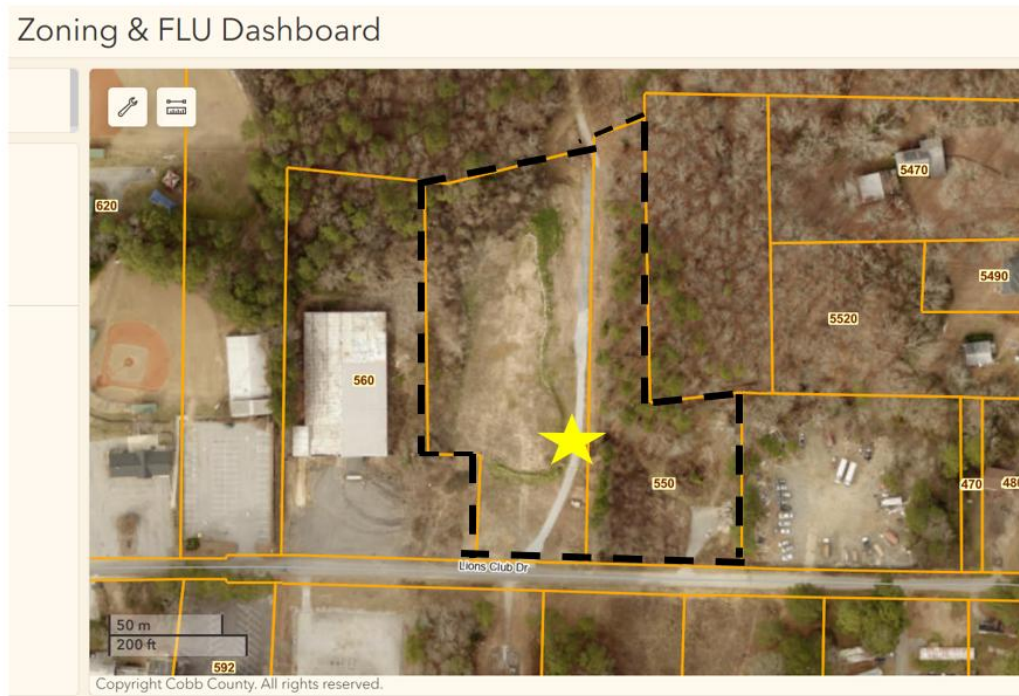 Zoning & FLU Dashboard
5470
620
5490
5520
560
550
470
480
Lions Club Dr
50 m
200 ft
592
Copyright Cobb County. All rights reserved.